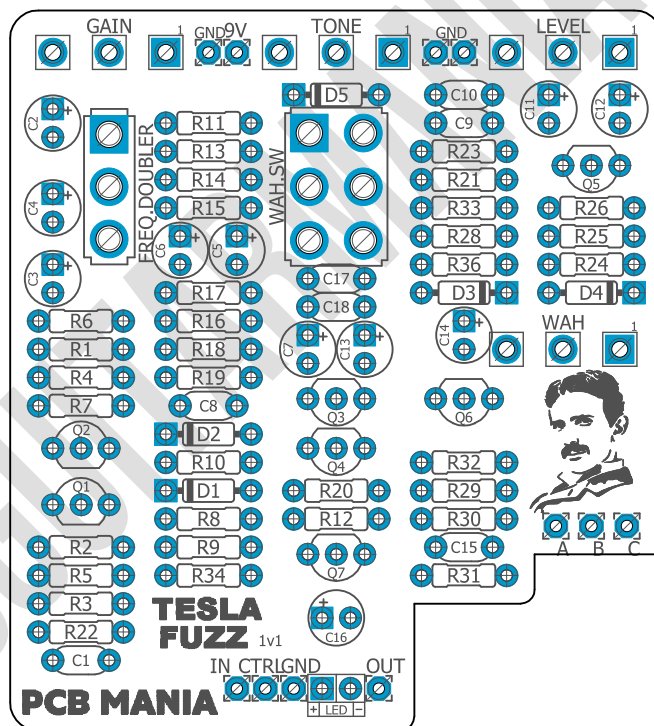 GAIN 1 GND 9V TONE 1 GND LEVEL 1
D5 C10 C11 C12
C2 R11 C9
R13 R23 Q5
FREQ.DOUBLER R14 WAH.SW R21
C4 R15 R33 R26
C6 C5 R28 R25
C3 R36 R24
R17 C17 D3 D4
R6 R16 C18 C14 WAH 1
R1 R18 C7 C13
R4 R19
R7 C8 Q3 Q6
Q2 D2 Q4
R10 R32
Q1 D1 R20 R29
R8 R12 R30 A B C
R2 R9 Q7 C15
R5 R34 R31
R3 TESLA
R22 FUZZ 1v1 C16
C1 IN CTRL GND OUT
PCB MANIA + LED -
GUITARMANIA